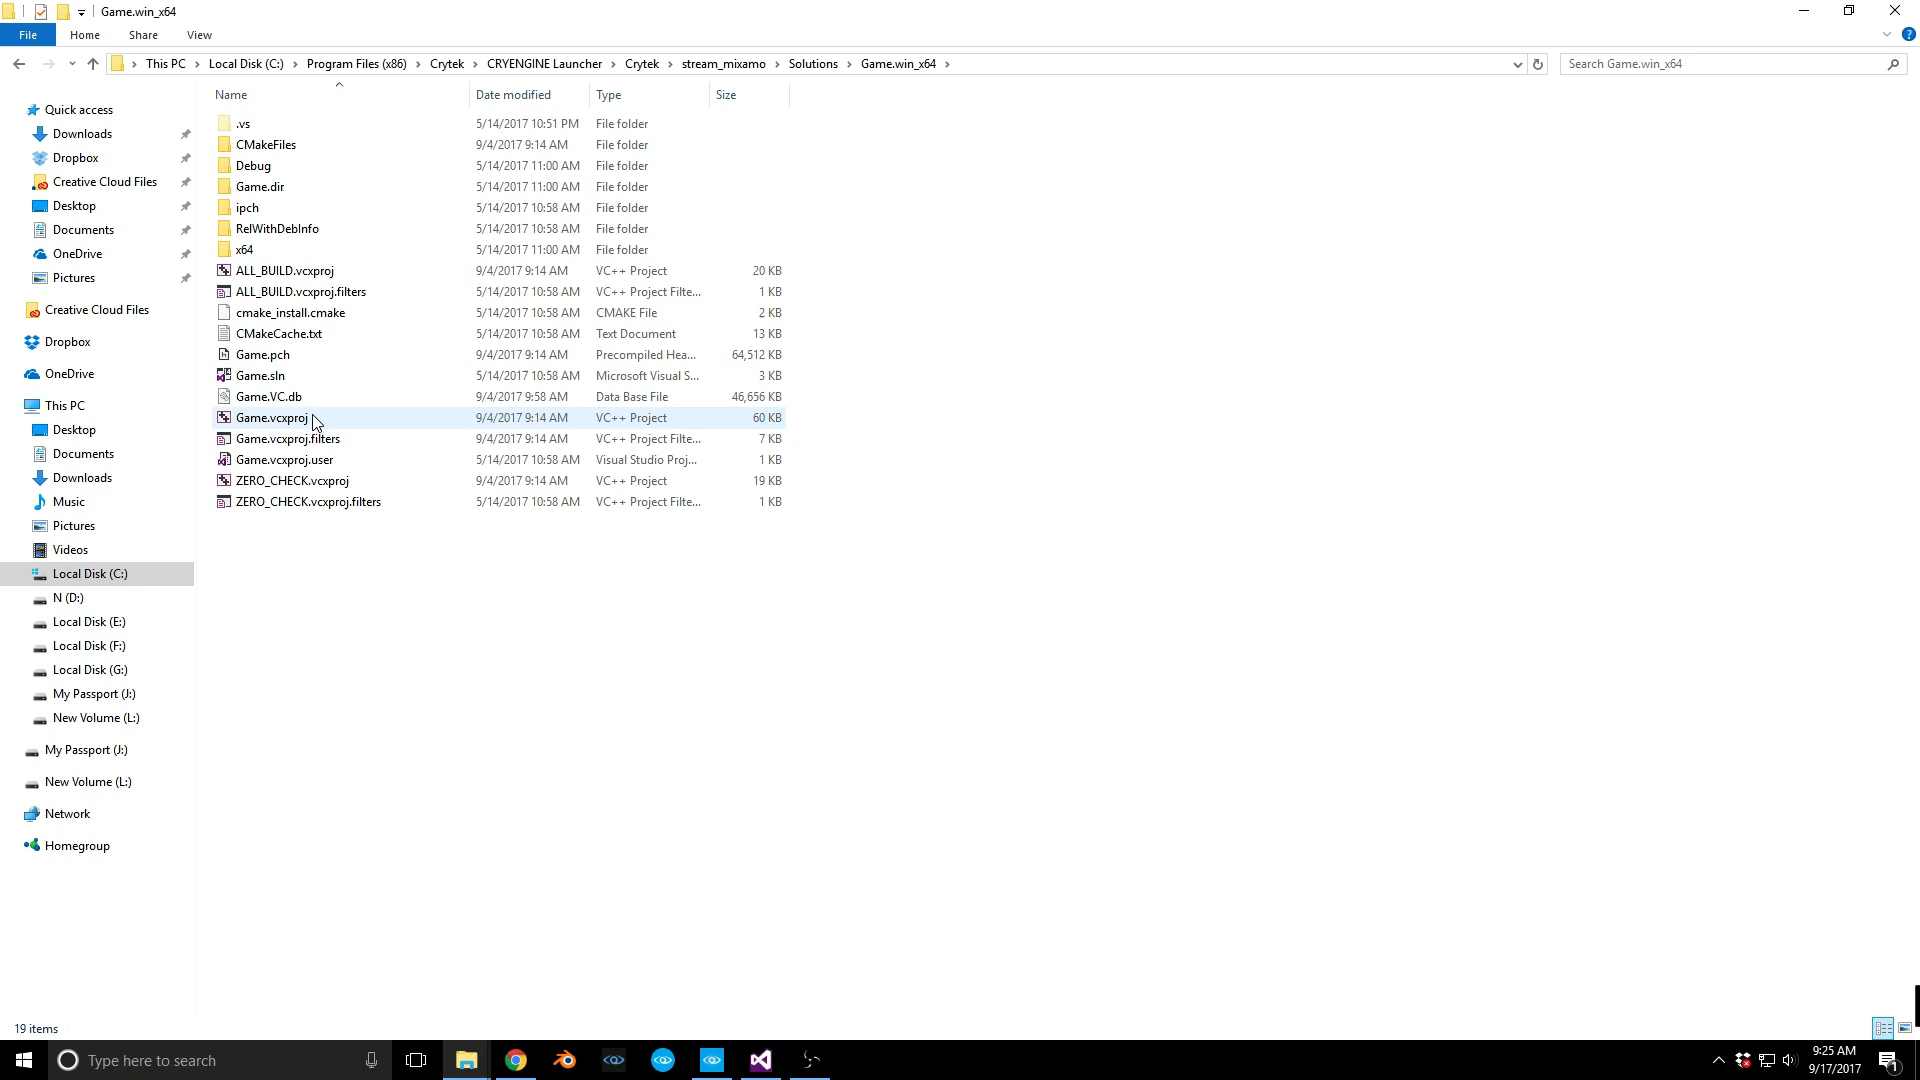 Game.win_x64
File Home Share View
This PC Local Disk (C:) Program Files (x86) Crytek CRYENGINE Launcher Crytek stream_mixamo Solutions Game.win_x64 Search Game.win_x64
Name Date modified Type Size
Quick access
Downloads
Dropbox
Creative Cloud Files
Desktop
Documents
OneDrive
Pictures
Creative Cloud Files
Dropbox
OneDrive
This PC
Desktop
Documents
Downloads
Music
Pictures
Videos
Local Disk (C:)
N (D:)
Local Disk (E:)
Local Disk (F:)
Local Disk (G:)
My Passport (J:)
New Volume (L:)
My Passport (J:)
New Volume (L:)
Network
Homegroup
.vs 5/14/2017 10:51 PM File folder
CMakeFiles 9/4/2017 9:14 AM File folder
Debug 5/14/2017 11:00 AM File folder
Game.dir 5/14/2017 11:00 AM File folder
ipch 5/14/2017 10:58 AM File folder
RelWithDebInfo 5/14/2017 10:58 AM File folder
x64 5/14/2017 11:00 AM File folder
ALL_BUILD.vcxproj 9/4/2017 9:14 AM VC++ Project 20 KB
ALL_BUILD.vcxproj.filters 5/14/2017 10:58 AM VC++ Project Filte... 1 KB
cmake_install.cmake 5/14/2017 10:58 AM CMAKE File 2 KB
CMakeCache.txt 5/14/2017 10:58 AM Text Document 13 KB
Game.pch 9/4/2017 9:14 AM Precompiled Hea... 64,512 KB
Game.sln 5/14/2017 10:58 AM Microsoft Visual S... 3 KB
Game.VC.db 9/4/2017 9:58 AM Data Base File 46,656 KB
Game.vcxproj 9/4/2017 9:14 AM VC++ Project 60 KB
Game.vcxproj.filters 9/4/2017 9:14 AM VC++ Project Filte... 7 KB
Game.vcxproj.user 5/14/2017 10:58 AM Visual Studio Proj... 1 KB
ZERO_CHECK.vcxproj 9/4/2017 9:14 AM VC++ Project 19 KB
ZERO_CHECK.vcxproj.filters 5/14/2017 10:58 AM VC++ Project Filte... 1 KB
19 items
Type here to search
9:25 AM
9/17/2017
1